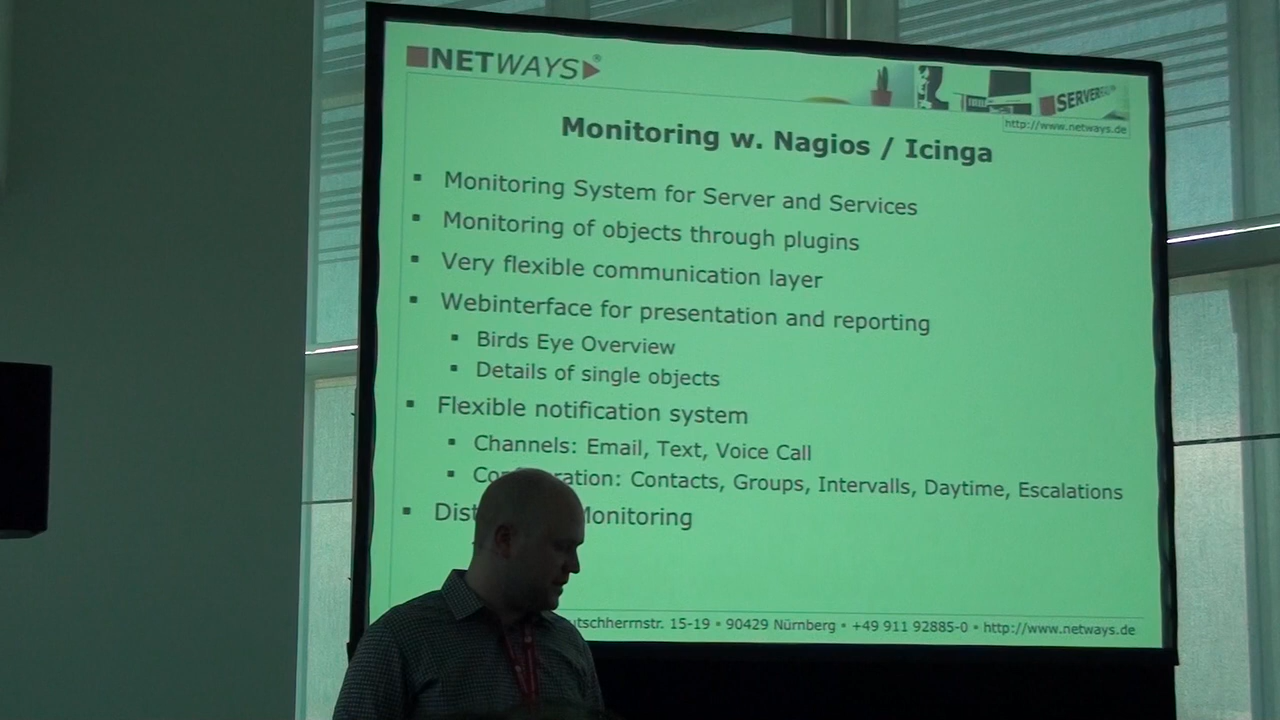 NETWAYS®
SERVER
http://www.netways.de
Monitoring w. Nagios / Icinga
Monitoring System for Server and Services
Monitoring of objects through plugins
Very flexible communication layer
Webinterface for presentation and reporting
Birds Eye Overview
Details of single objects
Flexible notification system
Channels: Email, Text, Voice Call
Contacts, Groups, Intervalls, Daytime, Escalations
Monitoring
15-19 ▪ 90429 Nürnberg ▪ +49 911 92885-0 ▪ http://www.netways.de